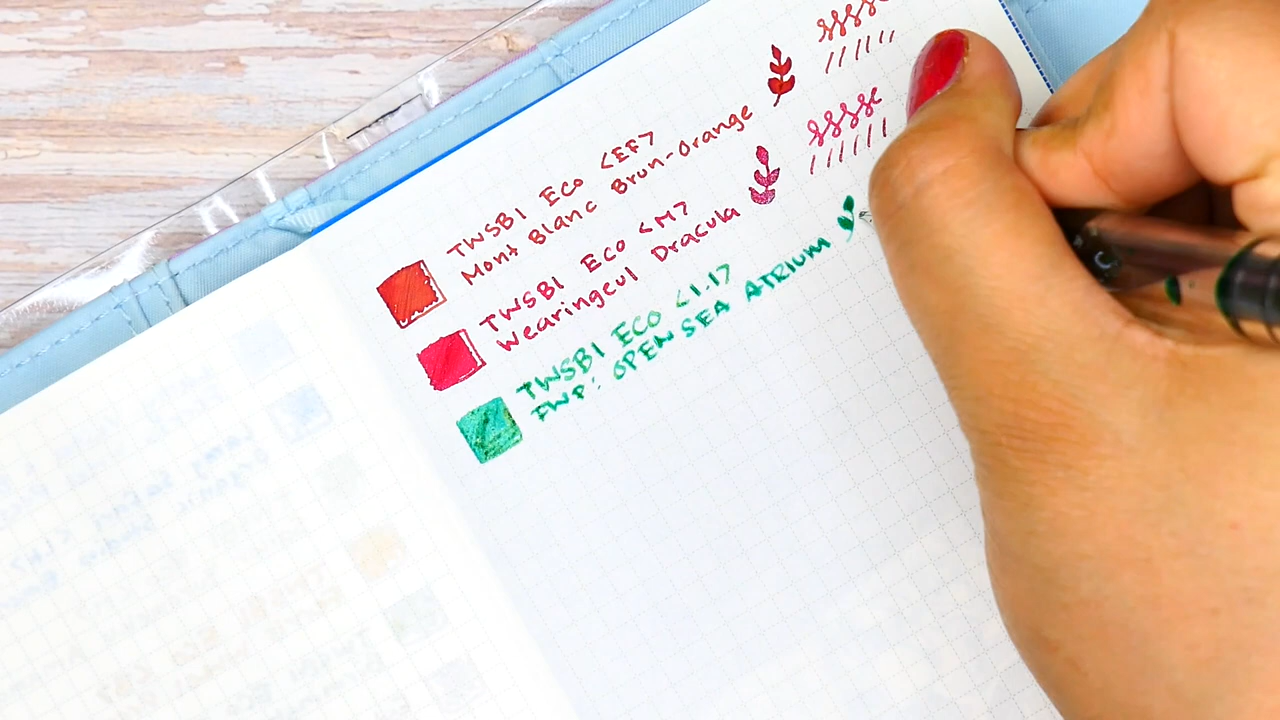 TWSBI ECO <EF>
Mont Blanc Brun-Orange
TWSBI ECO <M>
Wearingeul Dracula
TWSBI ECO <1.1>
FWP: OPEN SEA ATRIUM